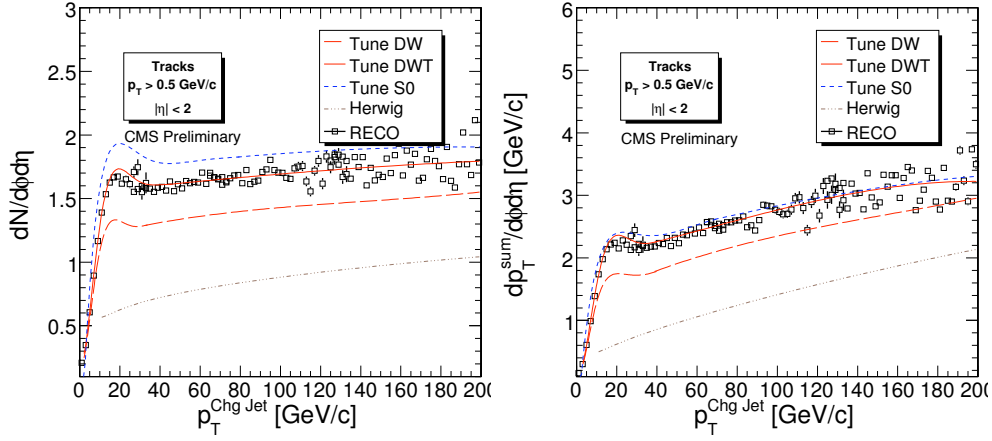 3
2.5
2
1.5
1
0.5
dN/dϕdη
Tracks
p_T > 0.5 GeV/c
|η| < 2
CMS Preliminary
Tune DW
Tune DWT
Tune S0
Herwig
RECO
0 20 40 60 80 100 120 140 160 180 200
p_T^Chg Jet [GeV/c]
6
5
4
3
2
1
0
dp_T^sum/dϕdη [GeV/c]
Tracks
p_T > 0.5 GeV/c
|η| < 2
CMS Preliminary
Tune DW
Tune DWT
Tune S0
Herwig
RECO
0 20 40 60 80 100 120 140 160 180 200
p_T^Chg Jet [GeV/c]